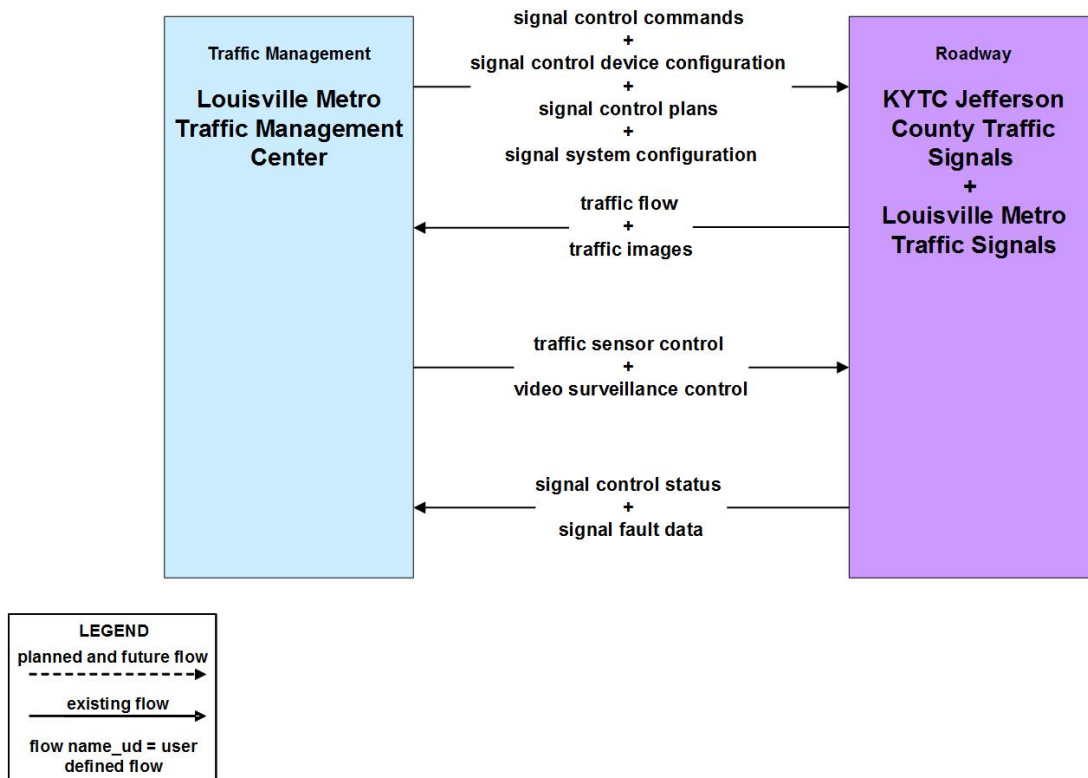 Traffic Management
Louisville Metro
Traffic Management
Center
signal control commands
+
signal control device configuration
+
signal control plans
+
signal system configuration
traffic flow
+
traffic images
traffic sensor control
+
video surveillance control
signal control status
+
signal fault data
Roadway
KYTC Jefferson
County Traffic
Signals
+
Louisville Metro
Traffic Signals
LEGEND
planned and future flow
existing flow
flow name_ud = user
defined flow